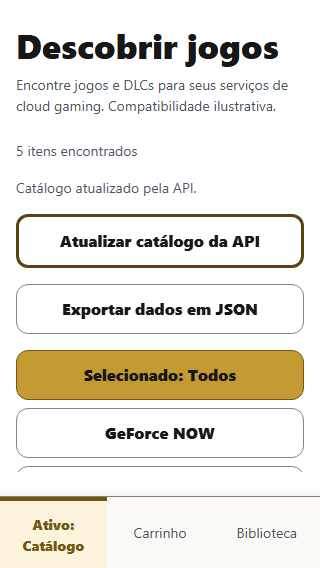 Descobrir jogos
Encontre jogos e DLCs para seus serviços de
cloud gaming. Compatibilidade ilustrativa.
5 itens encontrados
Catálogo atualizado pela API.
Atualizar catálogo da API
Exportar dados em JSON
Selecionado: Todos
GeForce NOW
Ativo:
Catálogo
Carrinho
Biblioteca